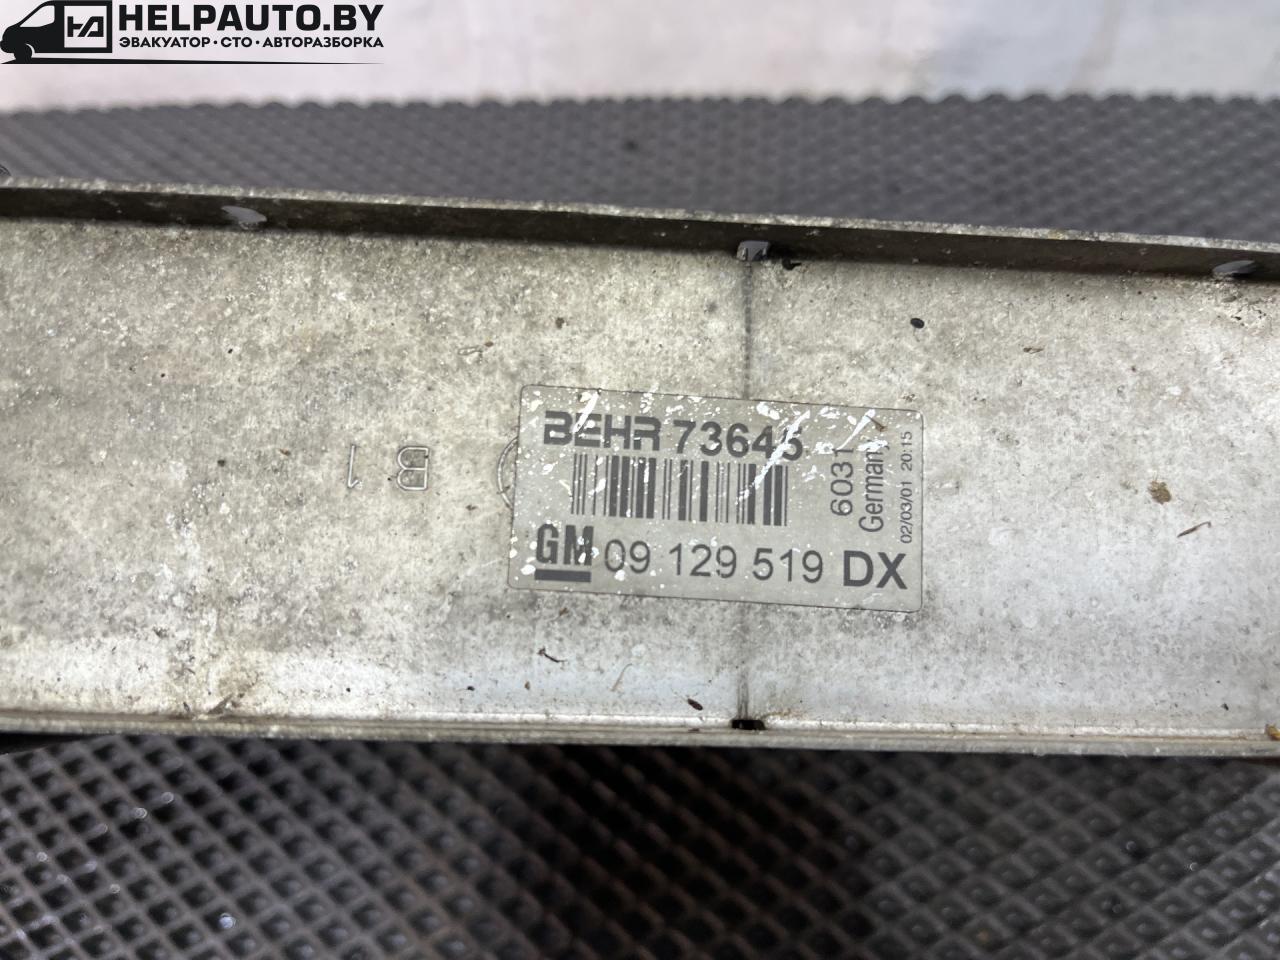 HELPAUTO.BY
ЭВАКУАТОР • СТО • АВТОРАЗБОРКА
B 1
BEHR 73645
6031
Germany
02/03/01 20:15
GM 09 129 519 DX